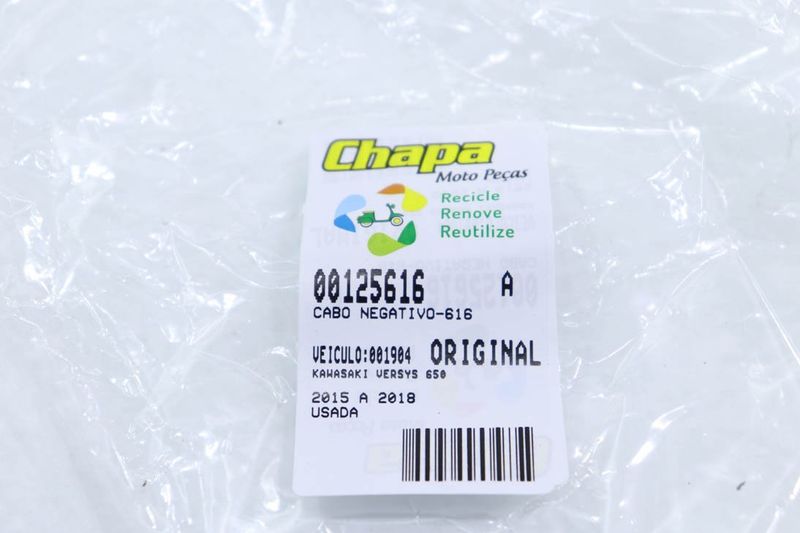 Chapa
Moto Peças
Recicle
Renove
Reutilize
00125616 A
CABO NEGATIVO-616
VEICULO:001904 ORIGINAL
KAWASAKI VERSYS 650
2015 A 2018
USADA